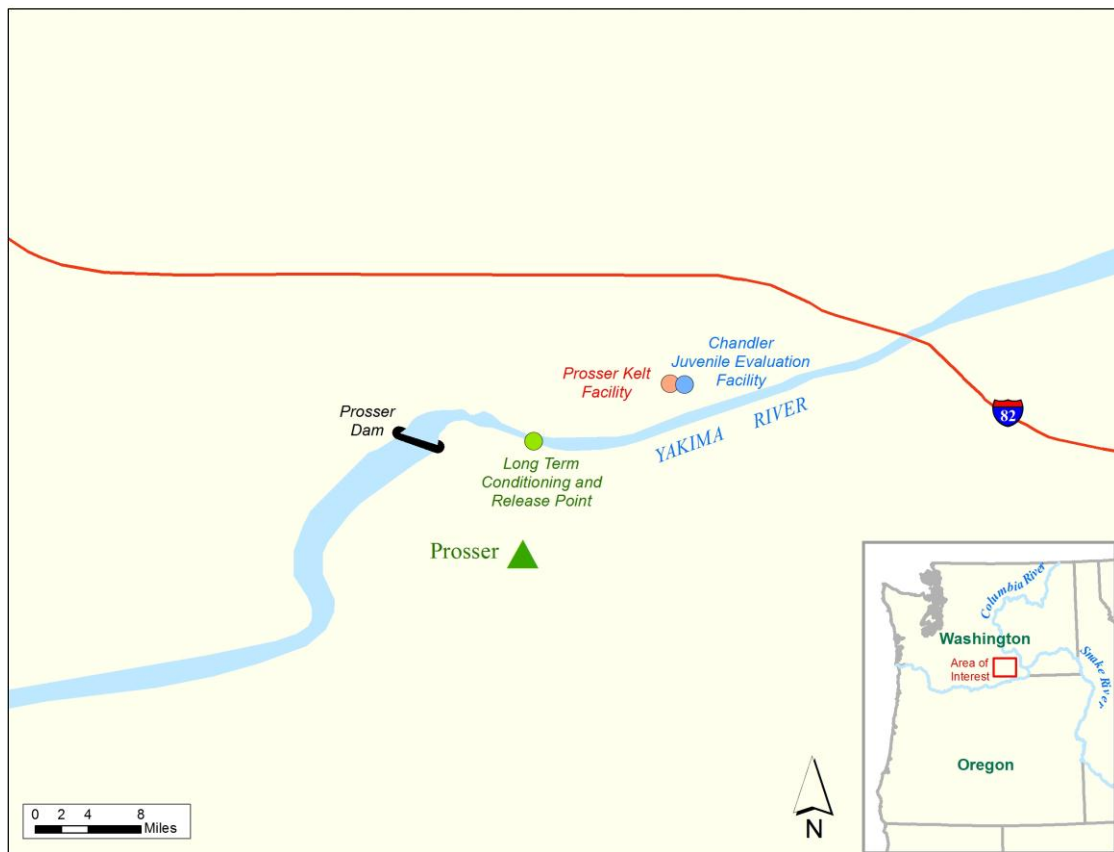 Chandler
Juvenile Evaluation
Facility
Prosser Kelt
Facility
Prosser
Dam
YAKIMA RIVER
82
Long Term
Conditioning and
Release Point
Prosser
Columbia River
Washington
Area of
Interest
Snake River
Oregon
0 2 4 8
Miles
N